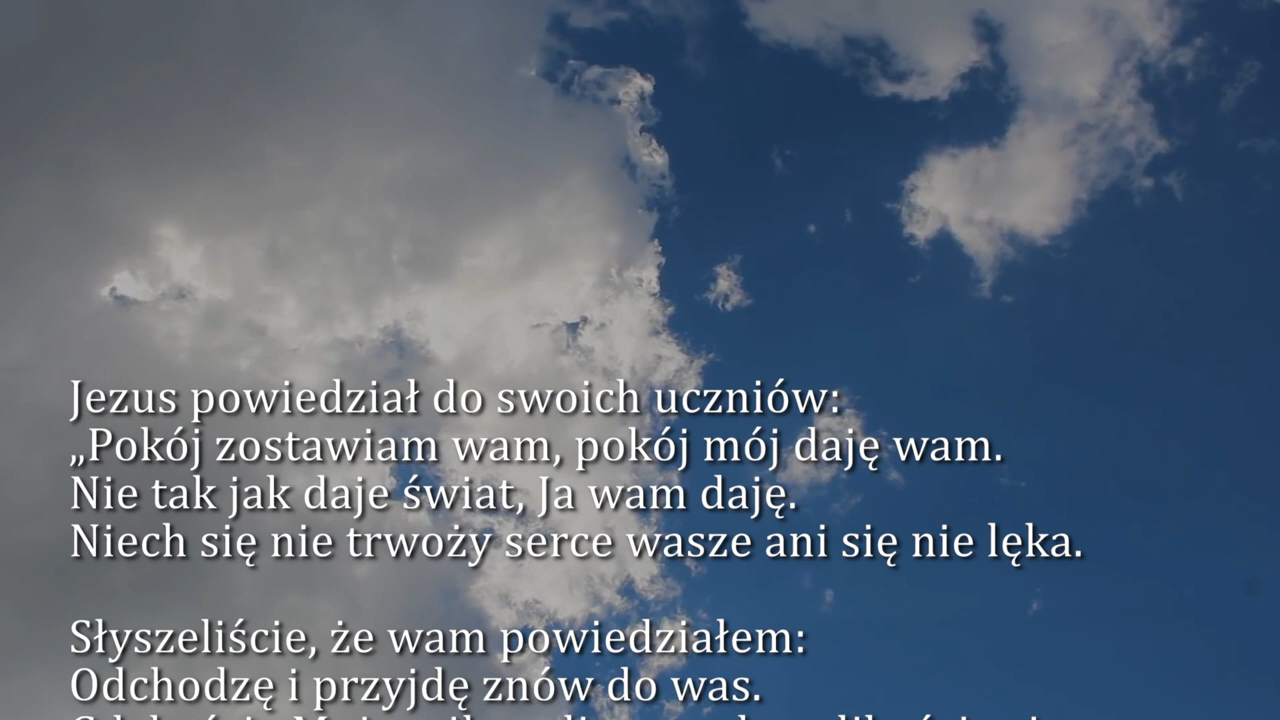 Jezus powiedział do swoich uczniów:
„Pokój zostawiam wam, pokój mój daję wam.
Nie tak jak daje świat, Ja wam daję.
Niech się nie trwoży serce wasze ani się nie lęka.
Słyszeliście, że wam powiedziałem:
Odchodzę i przyjdę znów do was.